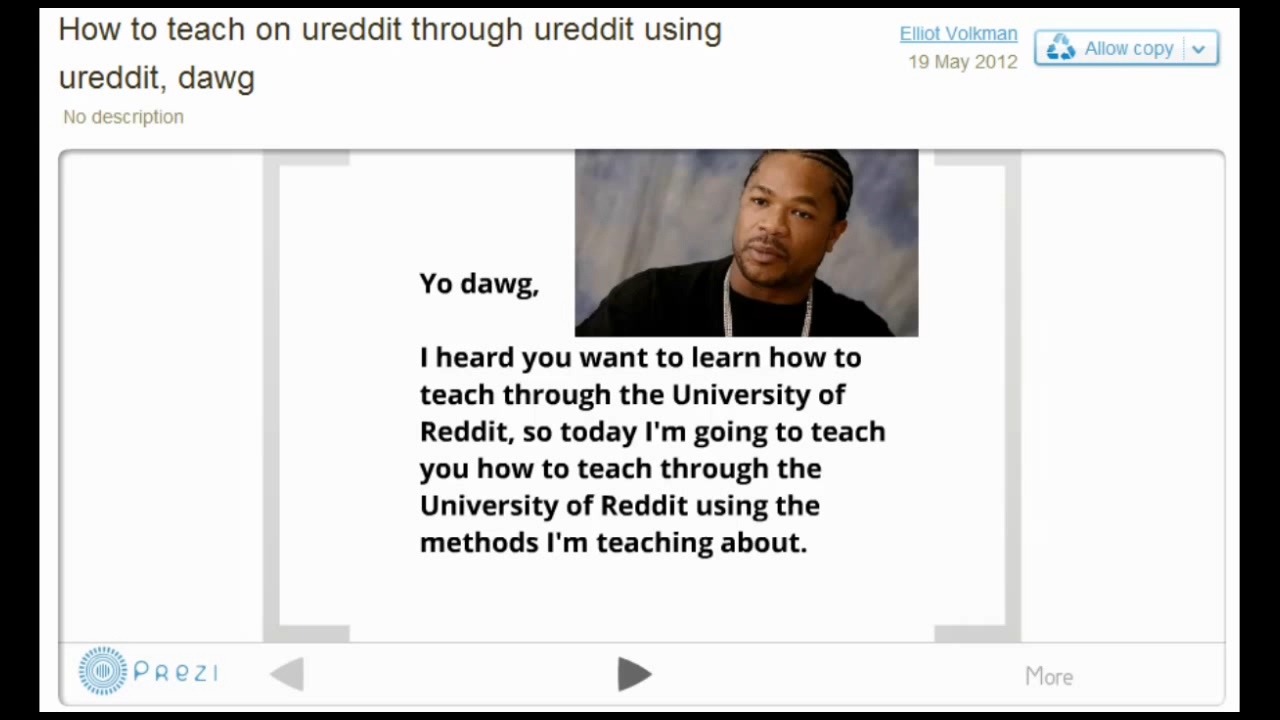 How to teach on ureddit through ureddit using
ureddit, dawg
No description
Elliot Volkman
19 May 2012
Allow copy
Yo dawg,
I heard you want to learn how to
teach through the University of
Reddit, so today I'm going to teach
you how to teach through the
University of Reddit using the
methods I'm teaching about.
PREZI
More